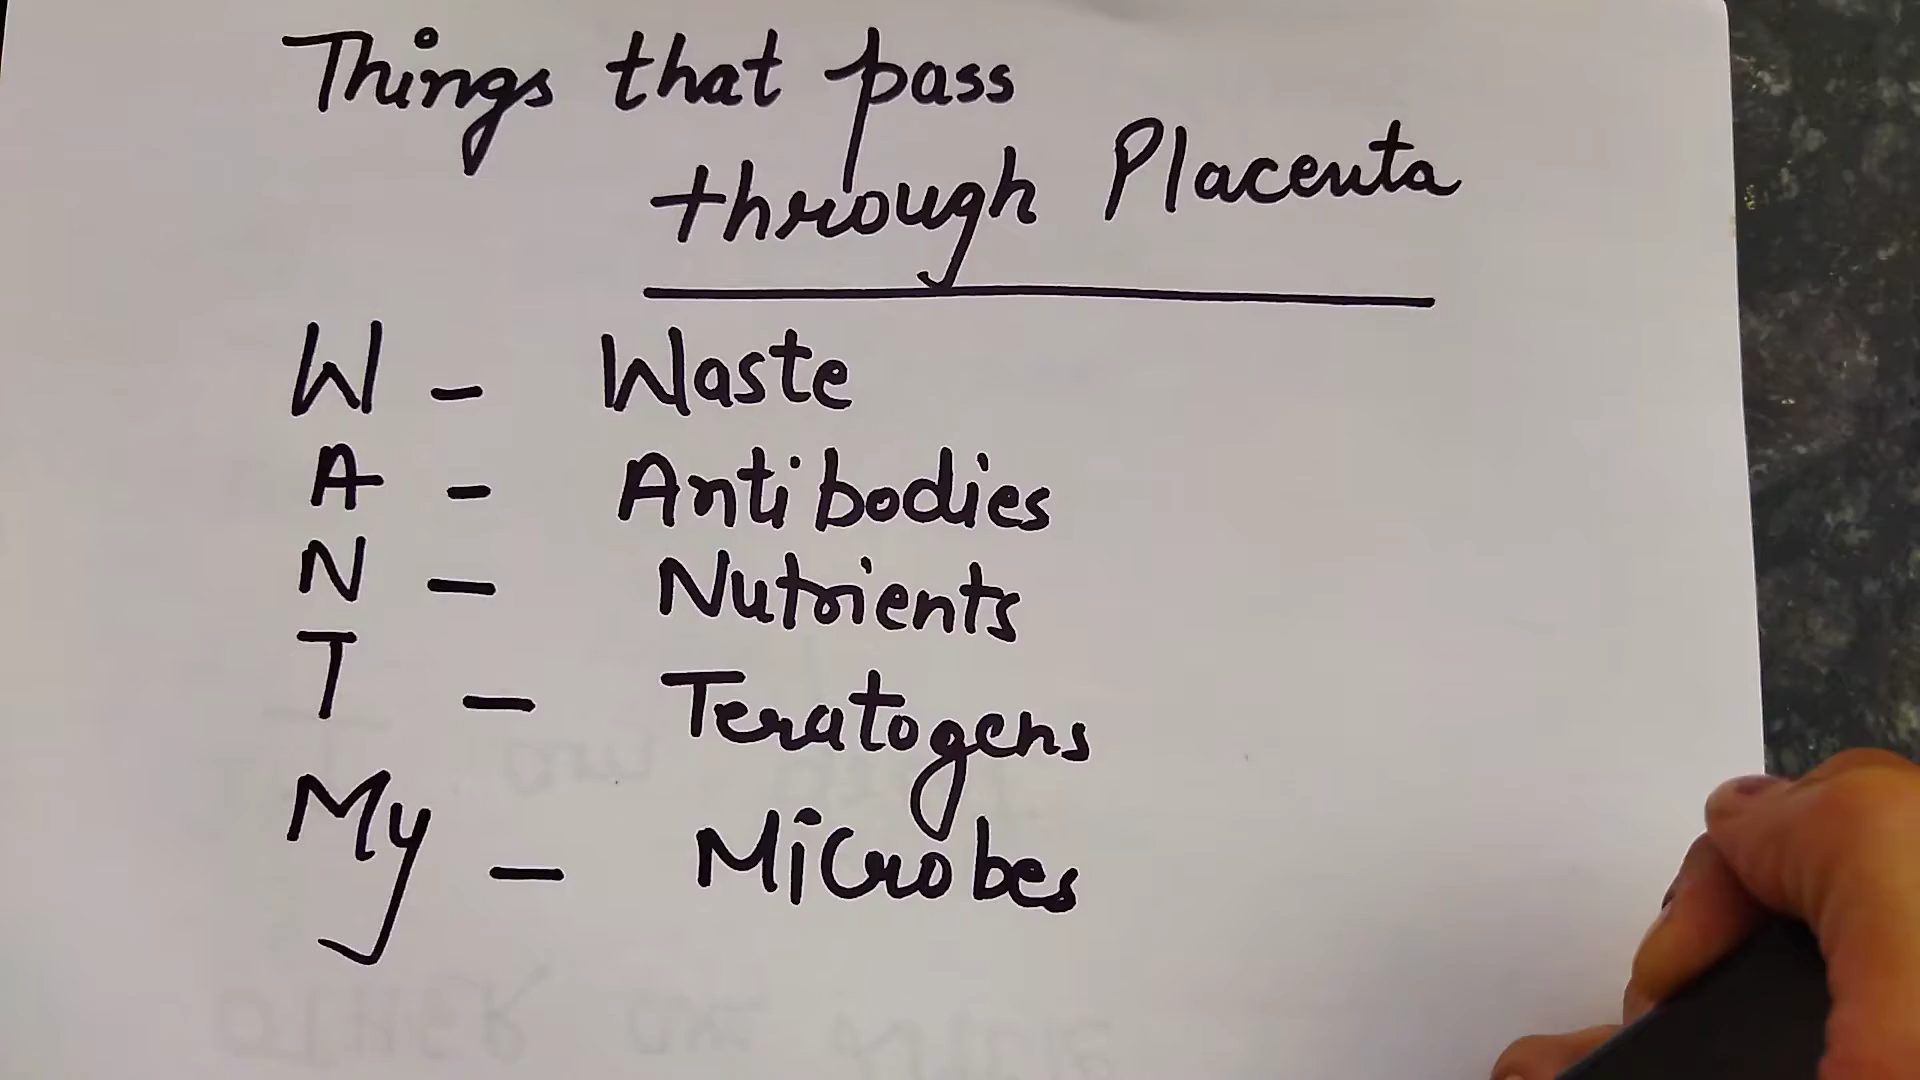 Things that pass
through Placenta
W - Waste
A - Antibodies
N - Nutrients
T - Teratogens
My - Microbes